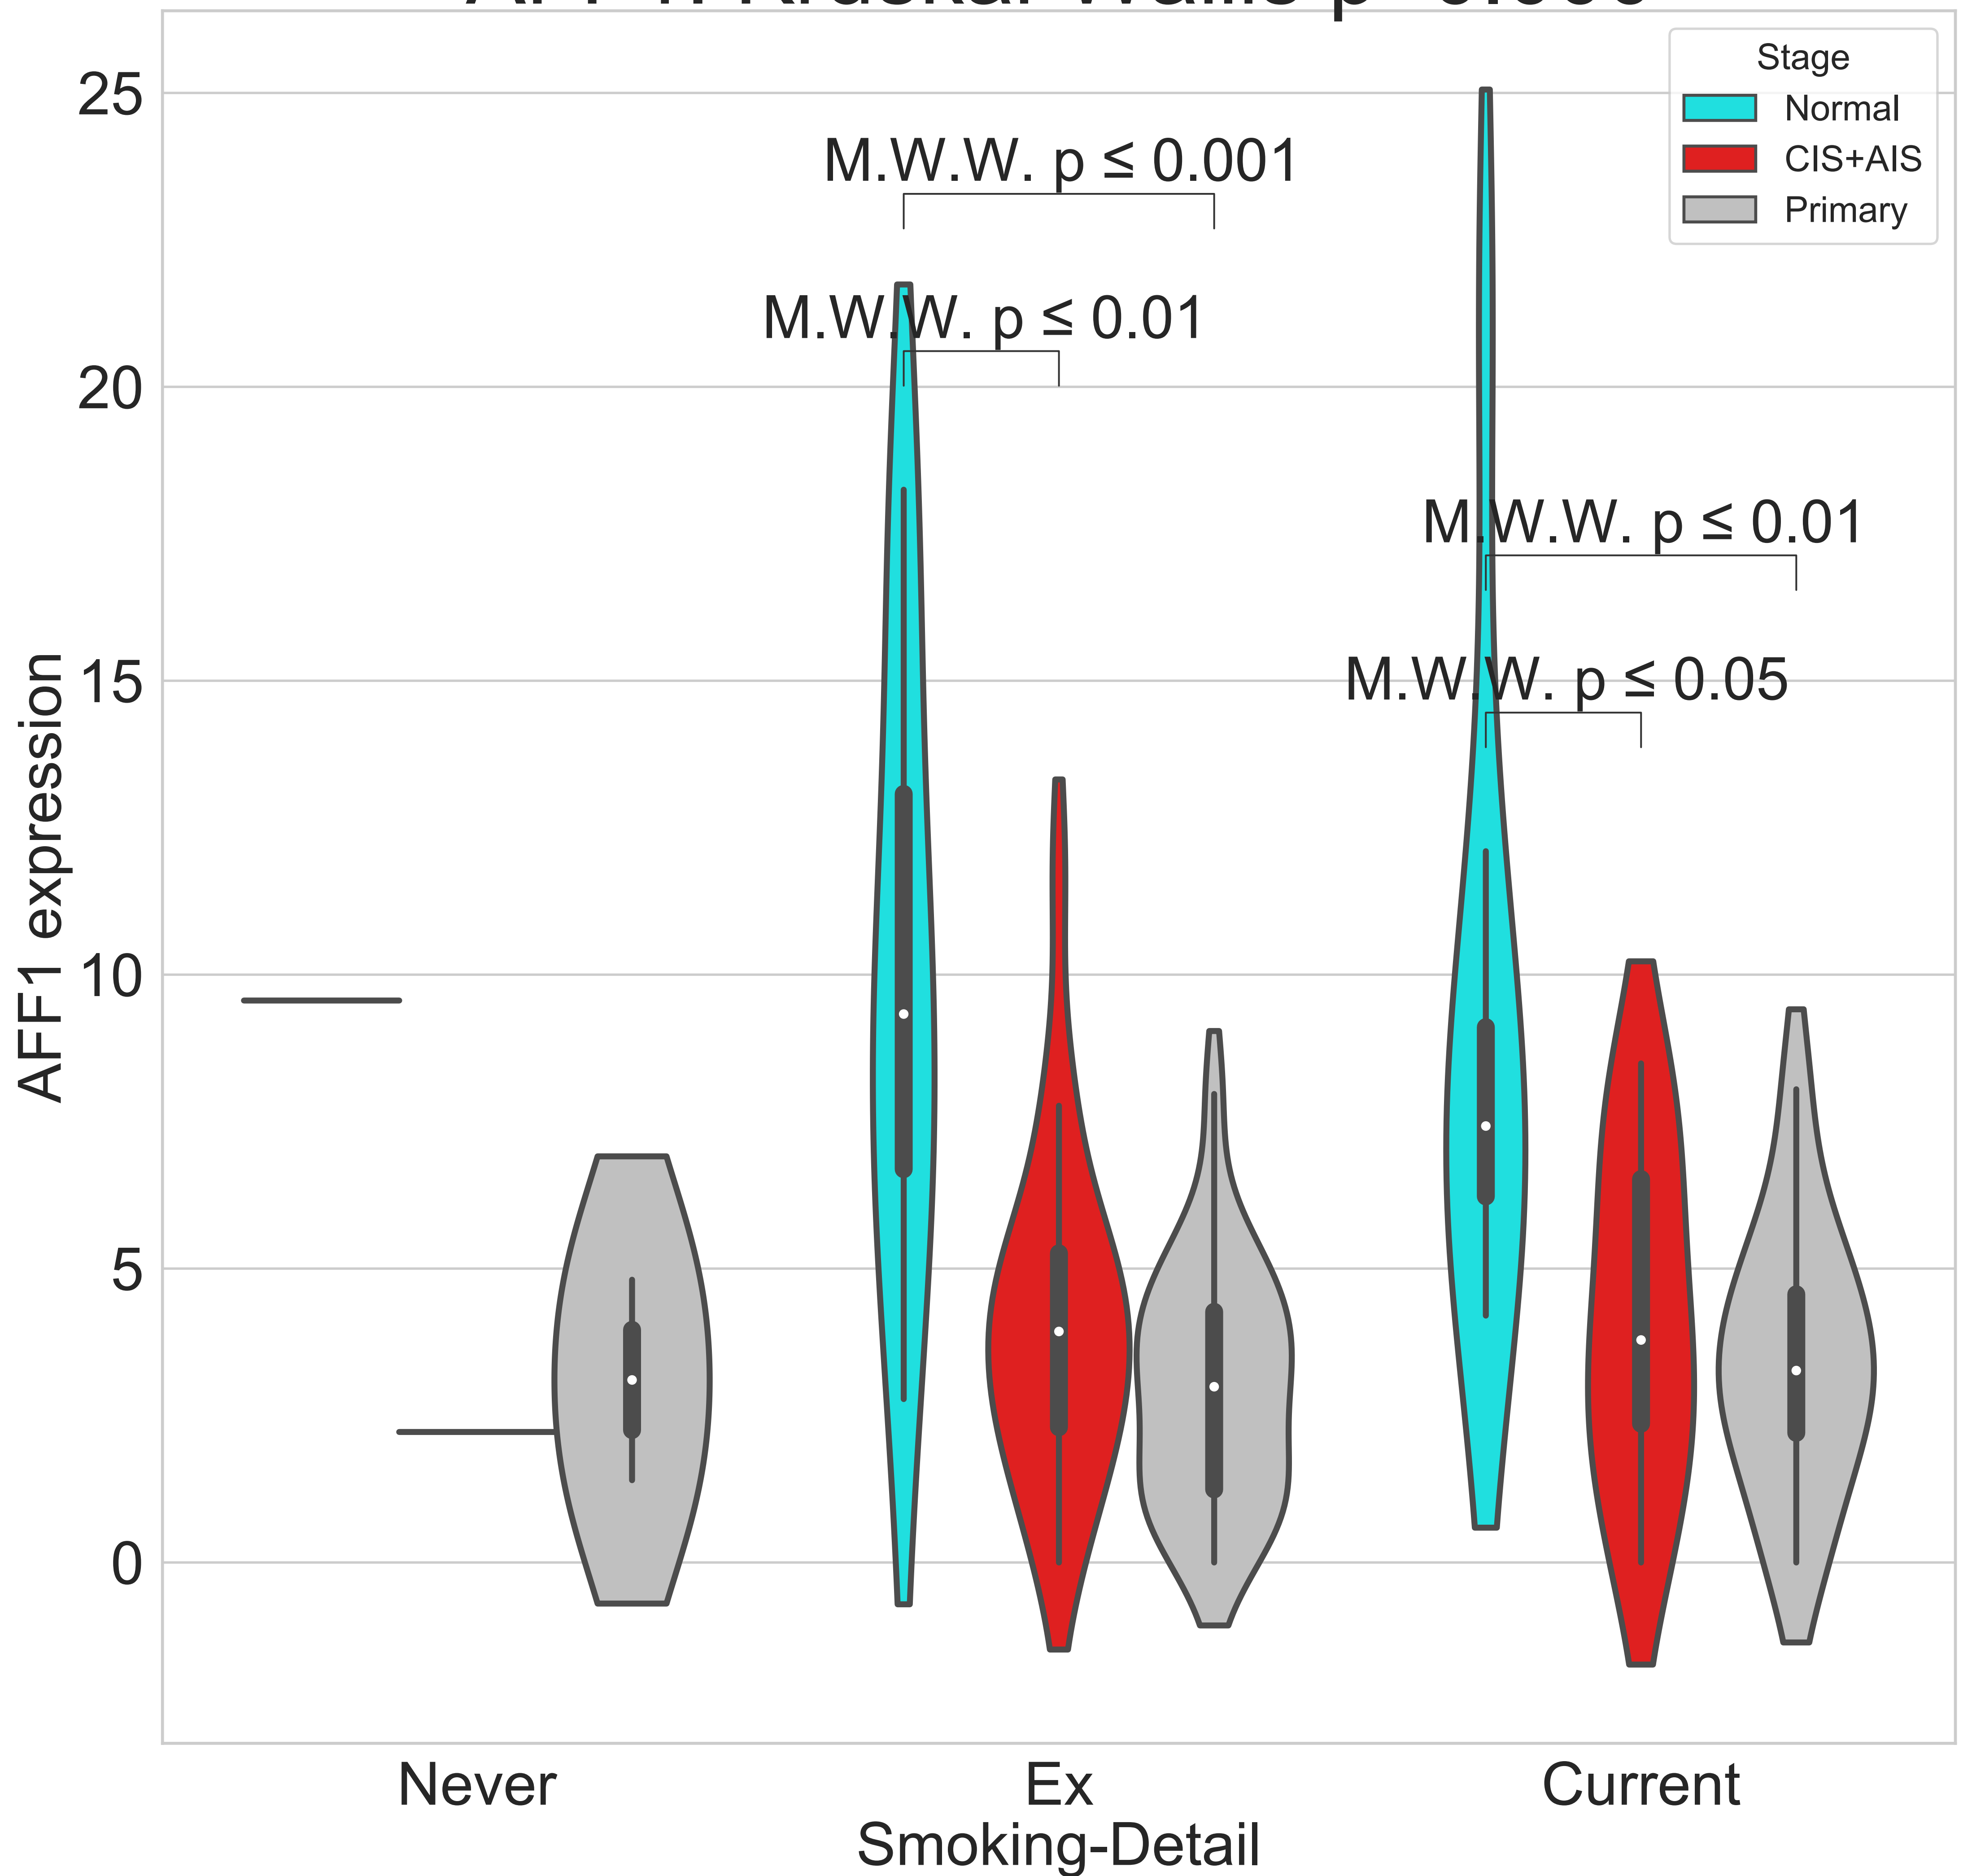 Stage
Normal
CIS+AIS
Primary
25
20
15
10
5
0
AFF1 expression
M.W.W. p ≤ 0.001
M.W.W. p ≤ 0.01
M.W.W. p ≤ 0.01
M.W.W. p ≤ 0.05
Never
Ex
Current
Smoking-Detail